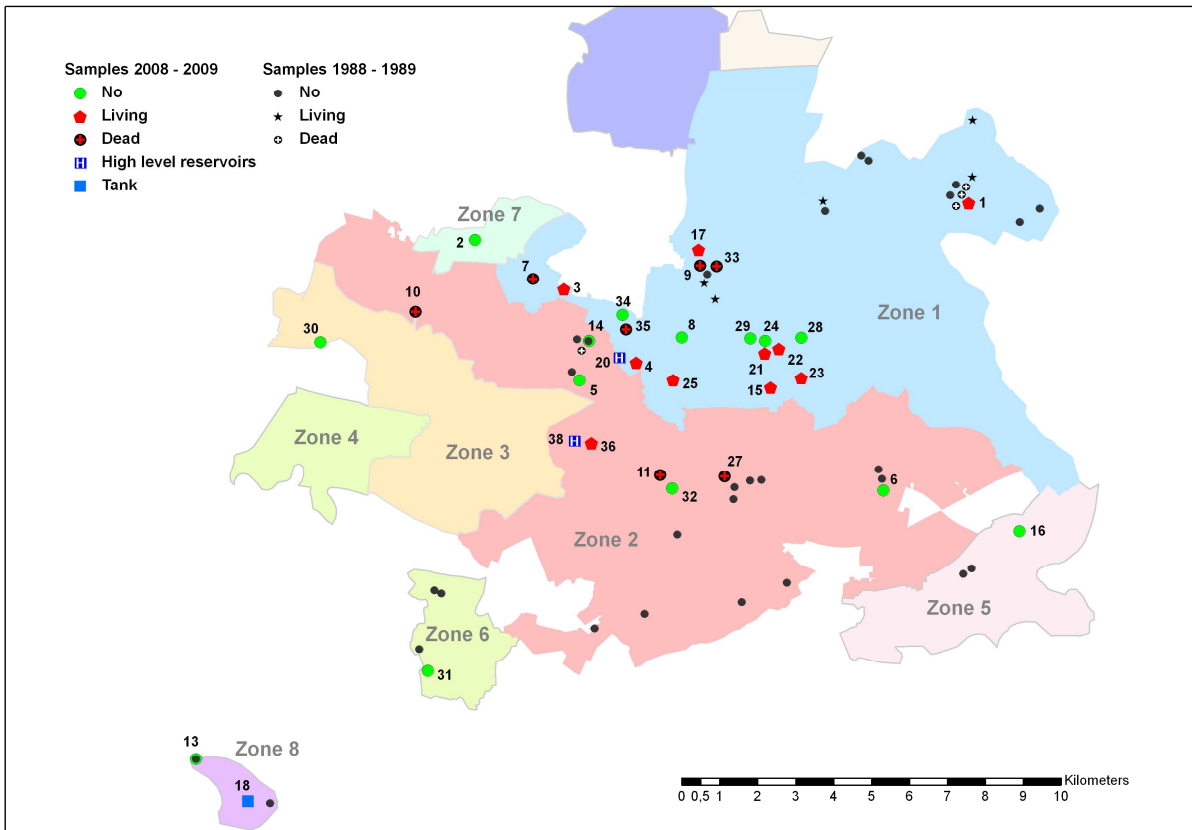 Samples 2008 - 2009
No
Living
Dead
High level reservoirs
Tank
Samples 1988 - 1989
No
Living
Dead
H
1
17
Zone 7
2
33
9
7
3
10
34
Zone 1
30
14
35
8
29
24
28
20
H
4
21
22
5
25
15
23
Zone 4
Zone 3
38
H
36
11
27
32
6
Zone 2
16
Zone 5
Zone 6
31
13
Zone 8
18
Kilometers
0 0,5 1 2 3 4 5 6 7 8 9 10